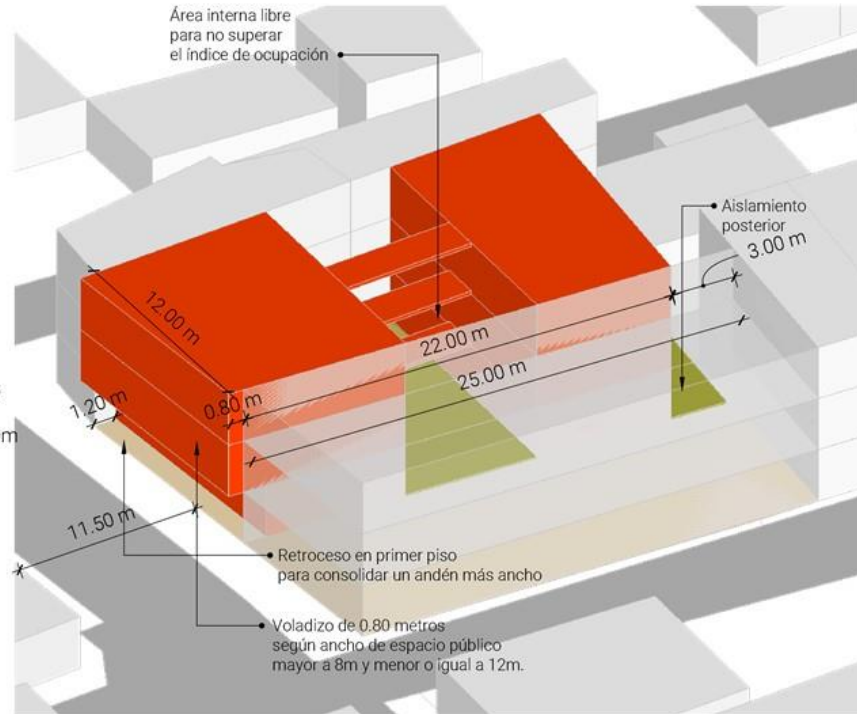 Área interna libre
para no superar
el índice de ocupación
Aislamiento
posterior
3.00 m
12.00 m
22.00 m
25.00 m
0.80 m
1.20 m
m
11.50 m
Retroceso en primer piso
para consolidar un andén más ancho
Voladizo de 0.80 metros
según ancho de espacio público
mayor a 8m y menor o igual a 12m.